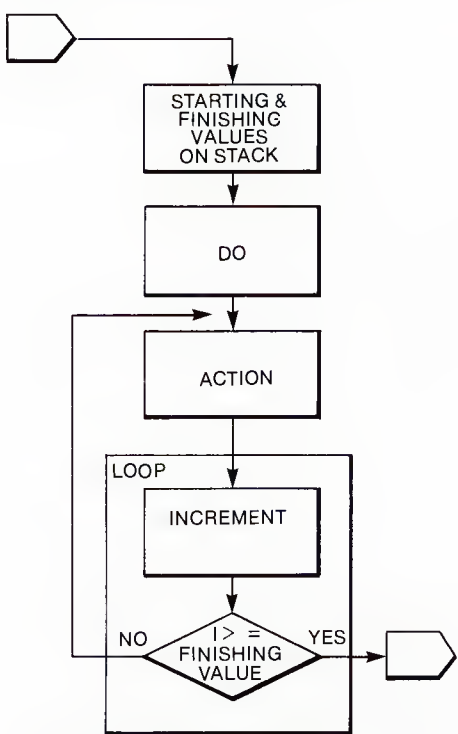 STARTING &
FINISHING
VALUES
ON STACK
DO
ACTION
LOOP
INCREMENT
NO
I > =
FINISHING
VALUE
YES